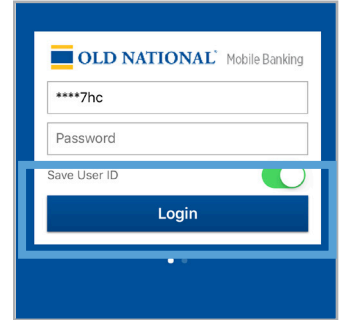 OLD NATIONAL® Mobile Banking
****7hc
Password
Save User ID
Login